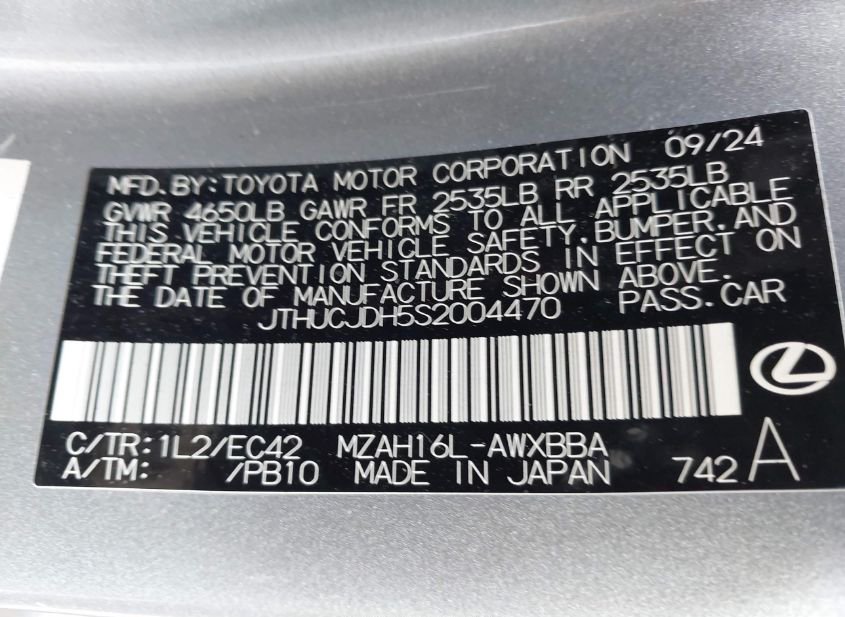 MFD.BY:TOYOTA MOTOR CORPORATION 09/24
GVWR 4650LB GAWR FR 2535LB RR 2535LB
THIS VEHICLE CONFORMS TO ALL APPLICABLE
FEDERAL MOTOR VEHICLE SAFETY,BUMPER,AND
THEFT PREVENTION STANDARDS IN EFFECT ON
THE DATE OF MANUFACTURE SHOWN ABOVE.
JTHUCJDH5S2004470 PASS.CAR
C/TR:1L2/EC42 MZAH16L-AWXBBA
A/TM: /PB10 MADE IN JAPAN 742 A